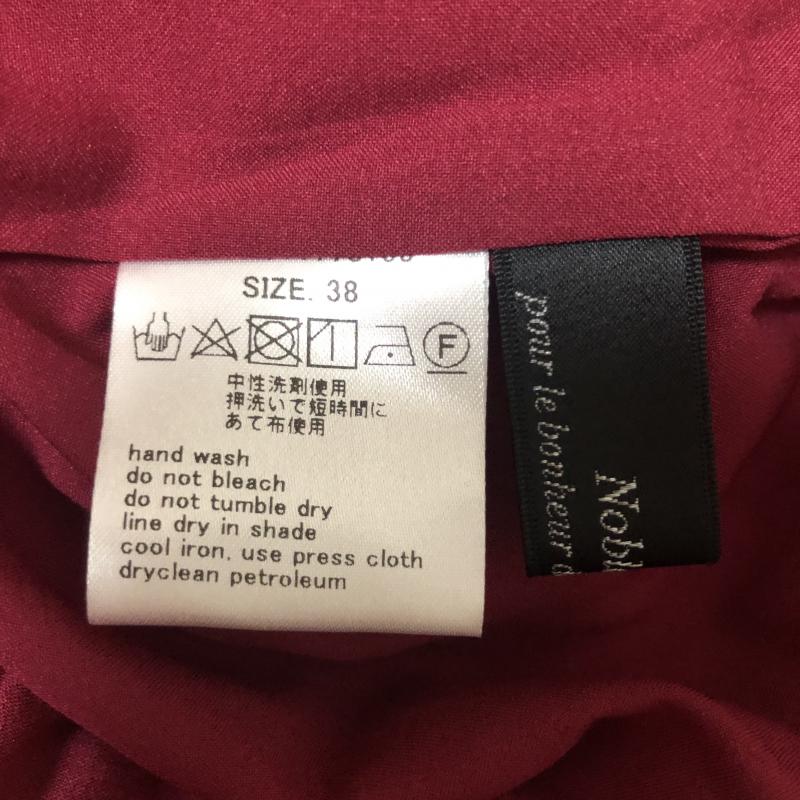 SIZE. 38
F
中性洗剤使用
押洗いで短時間に
あて布使用
hand wash
do not bleach
do not tumble dry
line dry in shade
cool iron. use press cloth
dryclean petroleum
pour le bonheur d
Nobl